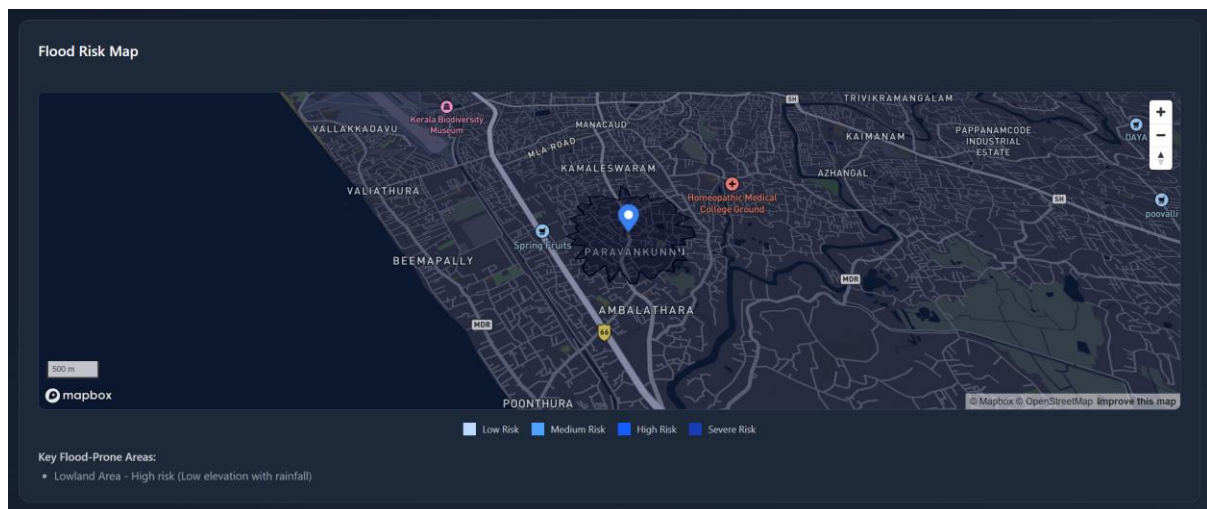 Flood Risk Map
TRIVIKRAMANGALAM
SH
Kerala Biodiversity
Museum
VALLAKKADAVU
MANACAUD
KAIMANAM
PAPPANAMCODE
INDUSTRIAL
ESTATE
DAYA
MLA ROAD
KAMALESWARAM
AZHANGAL
VALIATHURA
Homeopathic Medical
College Ground
SH
poovalli
Spring Fruits
PARAVANKUNNU
BEEMAPALLY
MDR
AMBALATHARA
MDR
66
500 m
mapbox
POONTHURA
© Mapbox © OpenStreetMap Improve this map
Low Risk Medium Risk High Risk Severe Risk
Key Flood-Prone Areas:
• Lowland Area - High risk (Low elevation with rainfall)